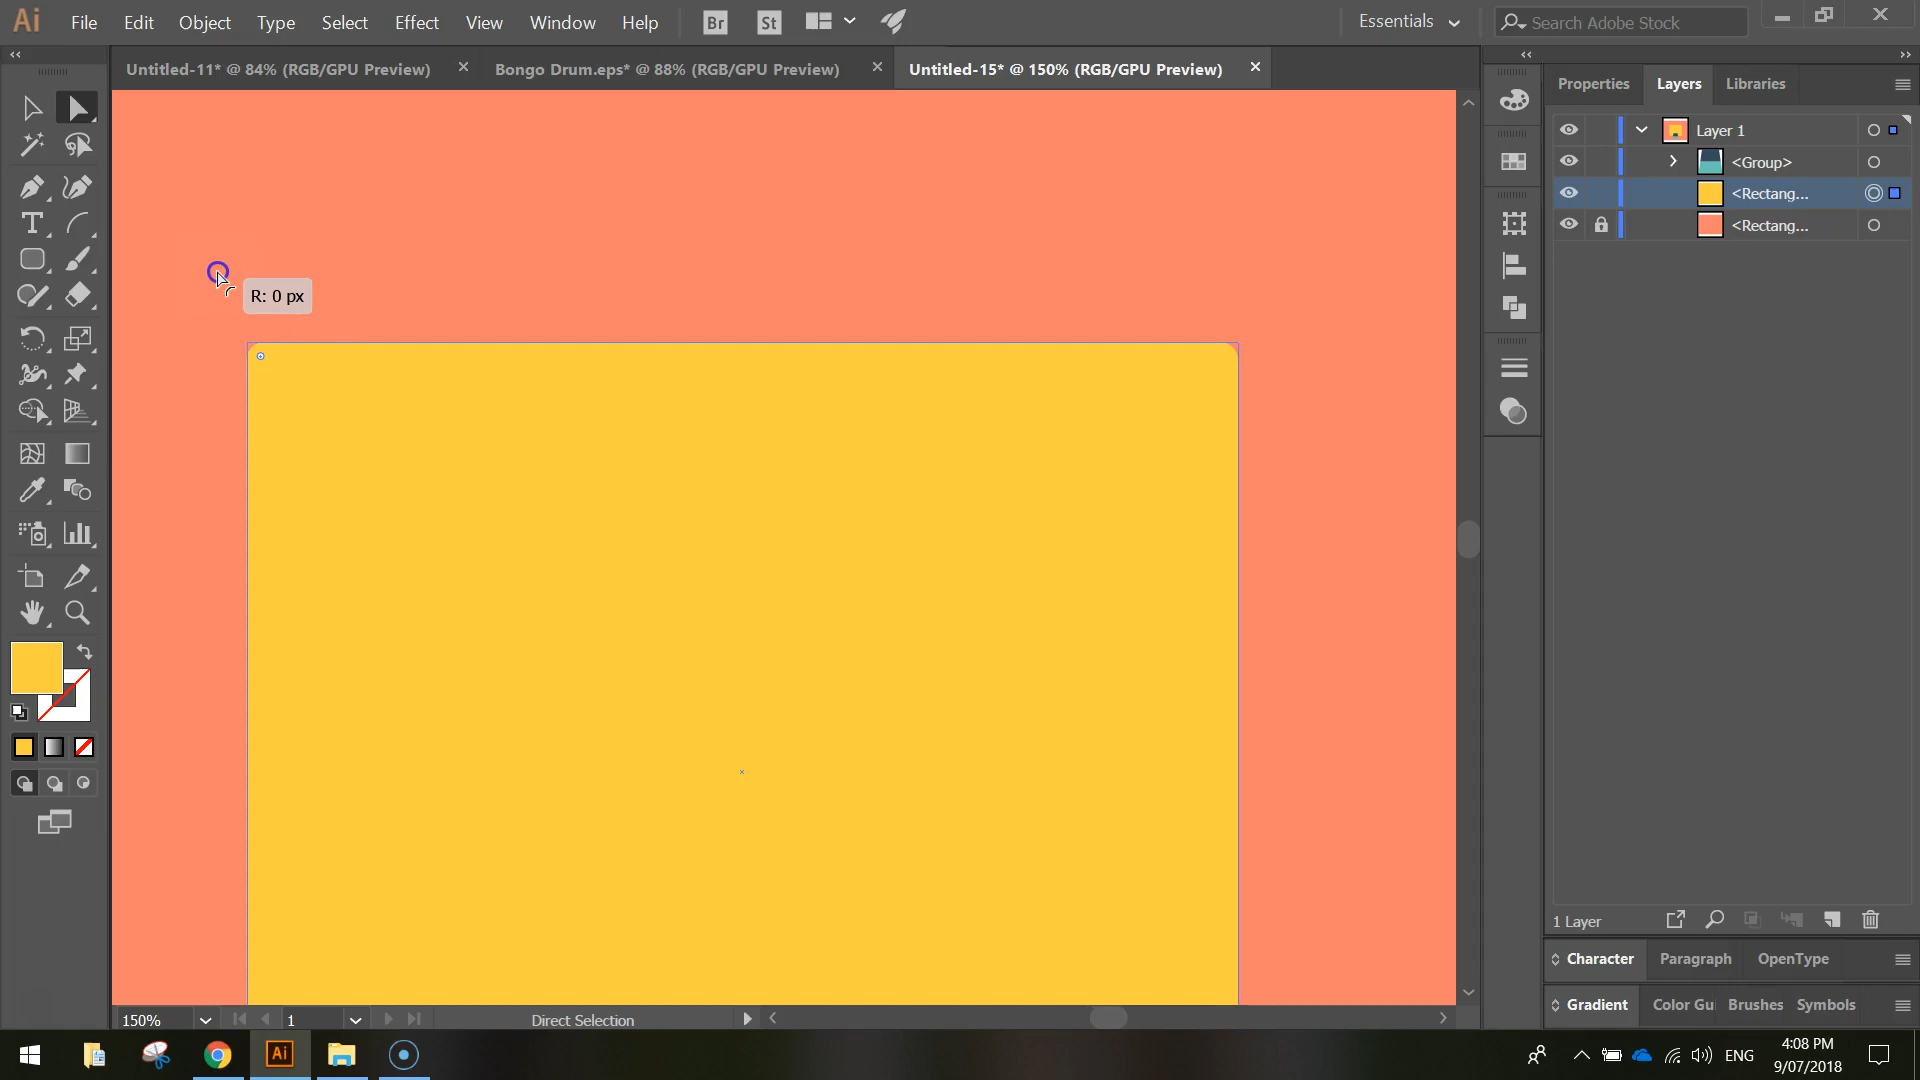 Ai File Edit Object Type Select Effect View Window Help Br St Essentials Search Adobe Stock
Untitled-11* @ 84% (RGB/GPU Preview) Bongo Drum.eps* @ 88% (RGB/GPU Preview) Untitled-15* @ 150% (RGB/GPU Preview)
Properties Layers Libraries
Layer 1
<Group>
<Rectang...
<Rectang...
R: 0 px
1 Layer
Character Paragraph OpenType
Gradient Color Gu Brushes Symbols
150% 1 Direct Selection
Ai
ENG
4:08 PM
9/07/2018